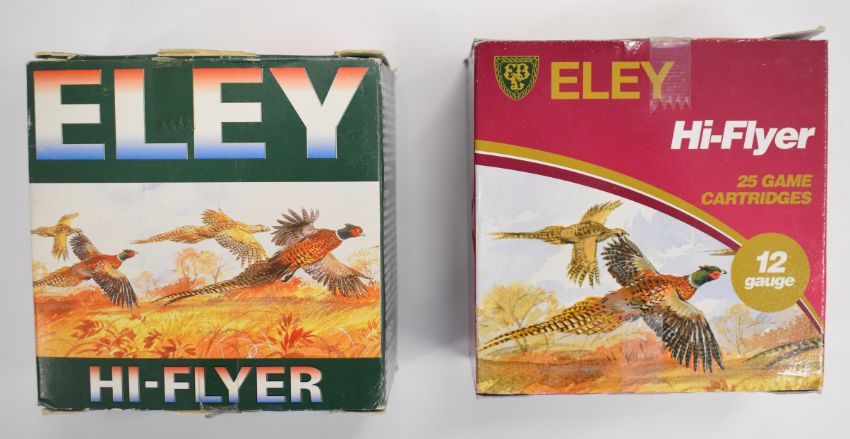 ELEY
HI-FLYER
ELEY
Hi-Flyer
25 GAME
CARTRIDGES
12
gauge